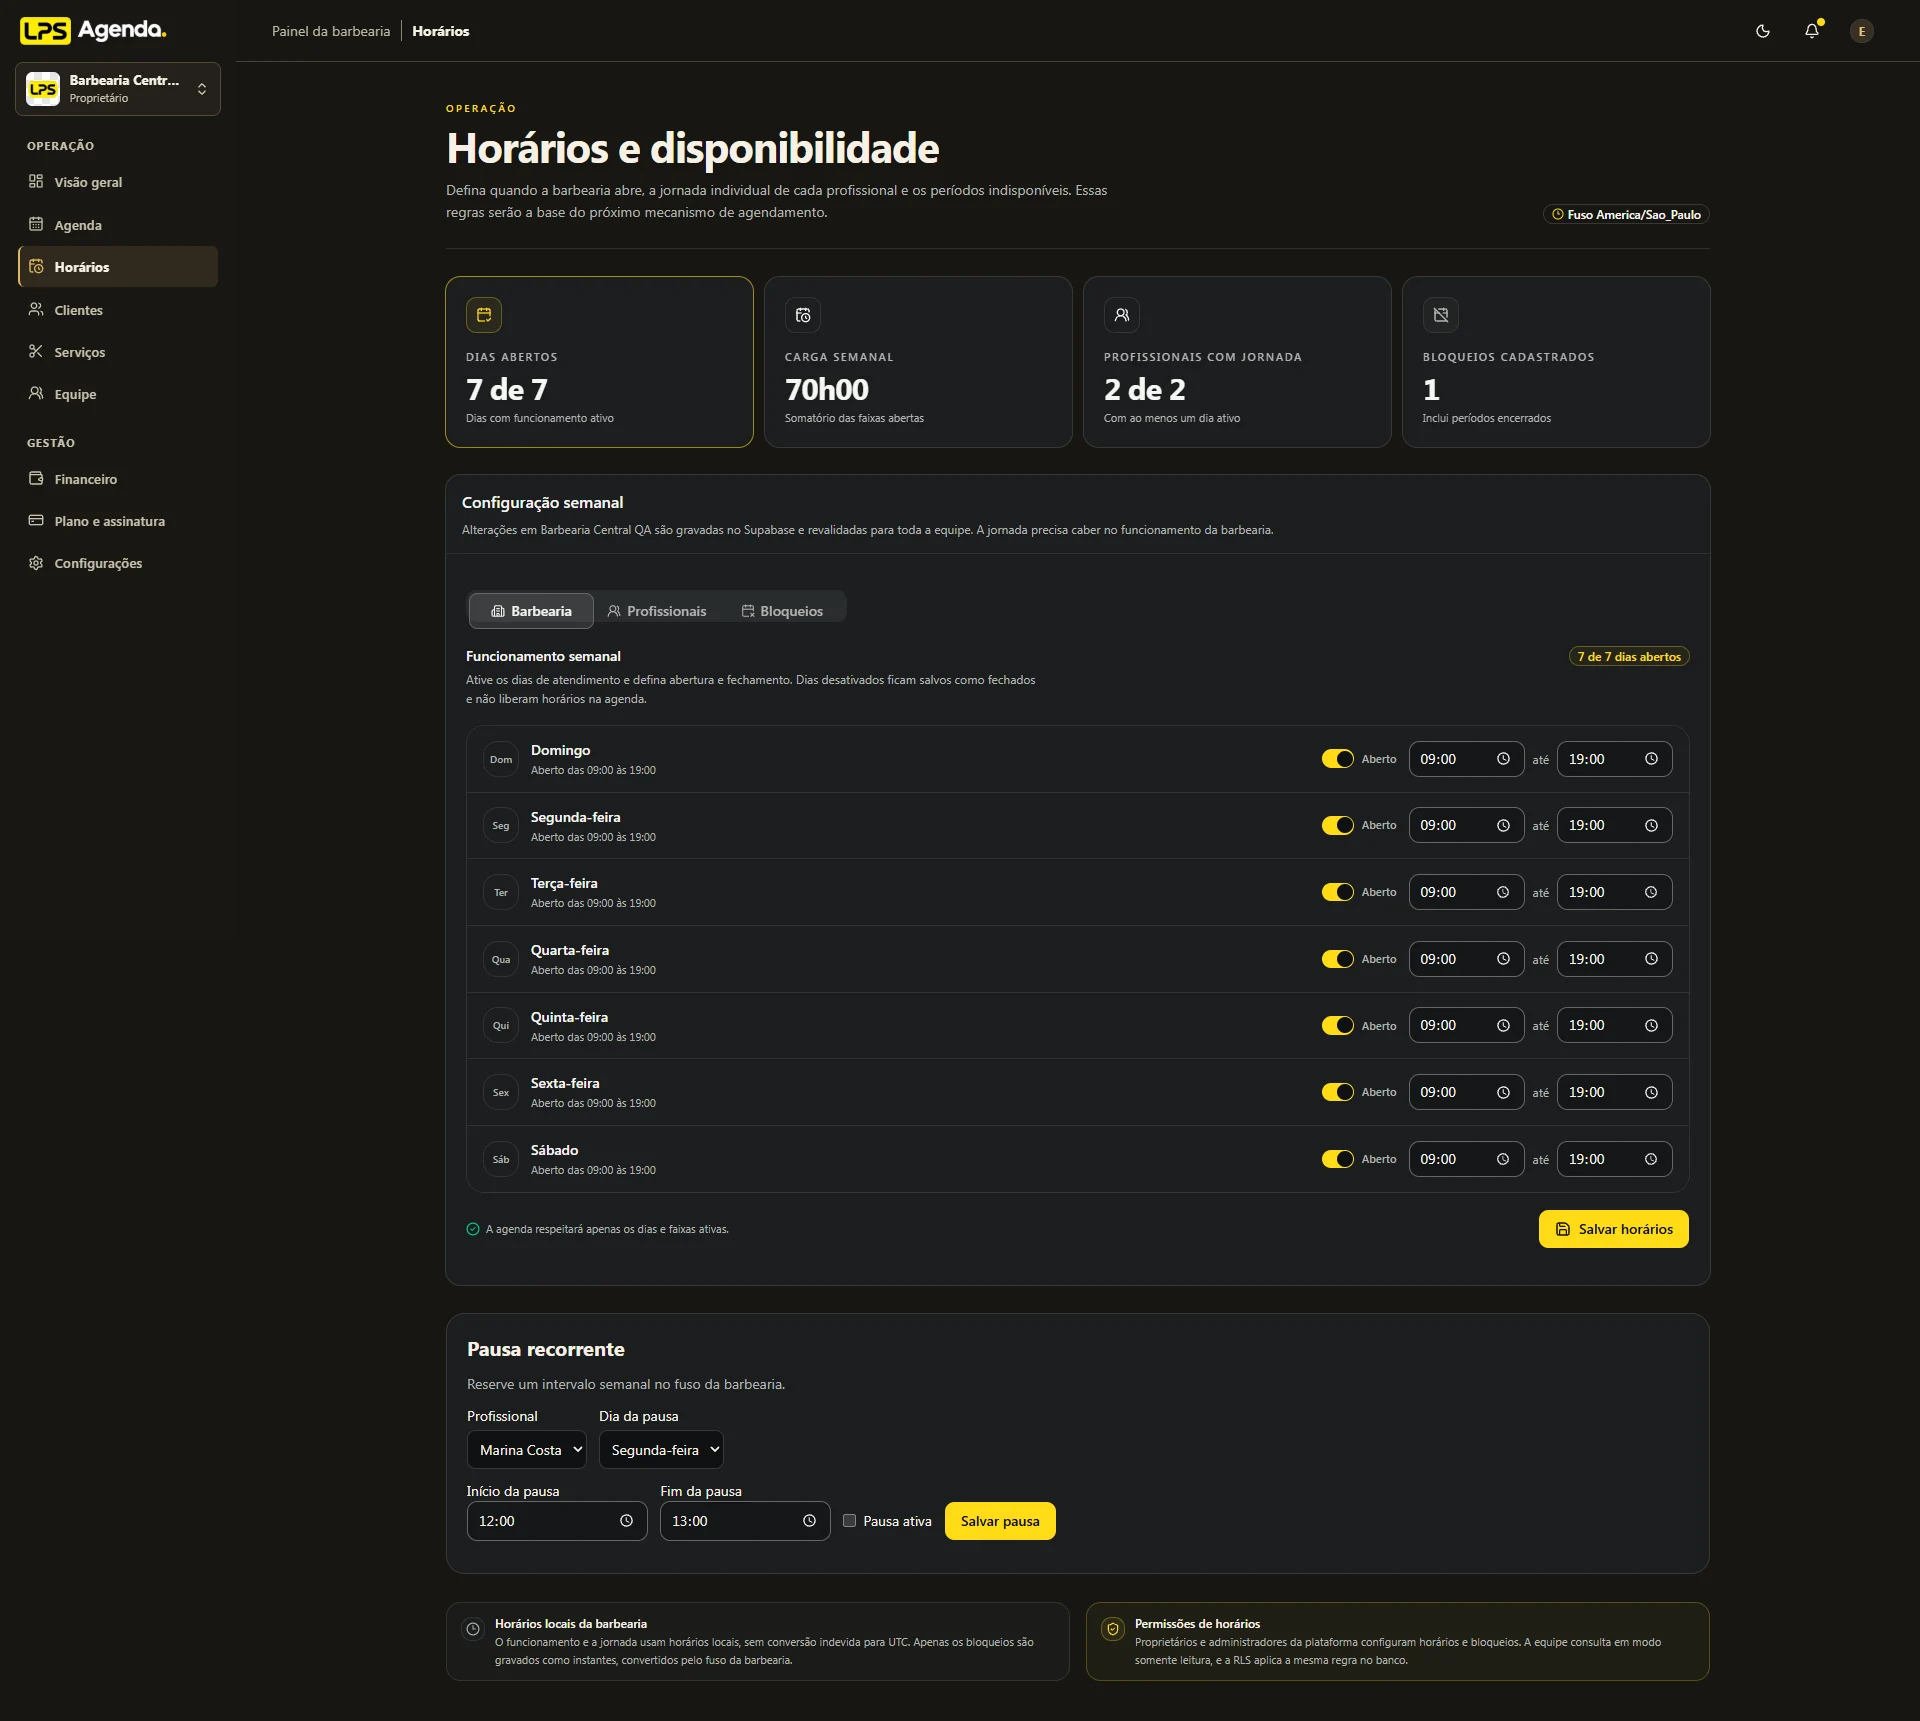 LPS Agenda.
Painel da barbearia
Horários
E
LPS
Barbearia Centr...
Proprietário
OPERAÇÃO
Visão geral
Agenda
Horários
Clientes
Serviços
Equipe
GESTÃO
Financeiro
Plano e assinatura
Configurações
OPERAÇÃO
Horários e disponibilidade
Defina quando a barbearia abre, a jornada individual de cada profissional e os períodos indisponíveis. Essas
regras serão a base do próximo mecanismo de agendamento.
Fuso America/Sao_Paulo
DIAS ABERTOS
7 de 7
Dias com funcionamento ativo
CARGA SEMANAL
70h00
Somatório das faixas abertas
PROFISSIONAIS COM JORNADA
2 de 2
Com ao menos um dia ativo
BLOQUEIOS CADASTRADOS
1
Inclui períodos encerrados
Configuração semanal
Alterações em Barbearia Central QA são gravadas no Supabase e revalidadas para toda a equipe. A jornada precisa caber no funcionamento da barbearia.
Barbearia
Profissionais
Bloqueios
Funcionamento semanal
7 de 7 dias abertos
Ative os dias de atendimento e defina abertura e fechamento. Dias desativados ficam salvos como fechados
e não liberam horários na agenda.
Dom
Domingo
Aberto das 09:00 às 19:00
Aberto
09:00
até
19:00
Seg
Segunda-feira
Aberto das 09:00 às 19:00
Aberto
09:00
até
19:00
Ter
Terça-feira
Aberto das 09:00 às 19:00
Aberto
09:00
até
19:00
Qua
Quarta-feira
Aberto das 09:00 às 19:00
Aberto
09:00
até
19:00
Qui
Quinta-feira
Aberto das 09:00 às 19:00
Aberto
09:00
até
19:00
Sex
Sexta-feira
Aberto das 09:00 às 19:00
Aberto
09:00
até
19:00
Sáb
Sábado
Aberto das 09:00 às 19:00
Aberto
09:00
até
19:00
A agenda respeitará apenas os dias e faixas ativas.
Salvar horários
Pausa recorrente
Reserve um intervalo semanal no fuso da barbearia.
Profissional
Dia da pausa
Marina Costa
Segunda-feira
Início da pausa
Fim da pausa
12:00
13:00
Pausa ativa
Salvar pausa
Horários locais da barbearia
O funcionamento e a jornada usam horários locais, sem conversão indevida para UTC. Apenas os bloqueios são
gravados como instantes, convertidos pelo fuso da barbearia.
Permissões de horários
Proprietários e administradores da plataforma configuram horários e bloqueios. A equipe consulta em modo
somente leitura, e a RLS aplica a mesma regra no banco.